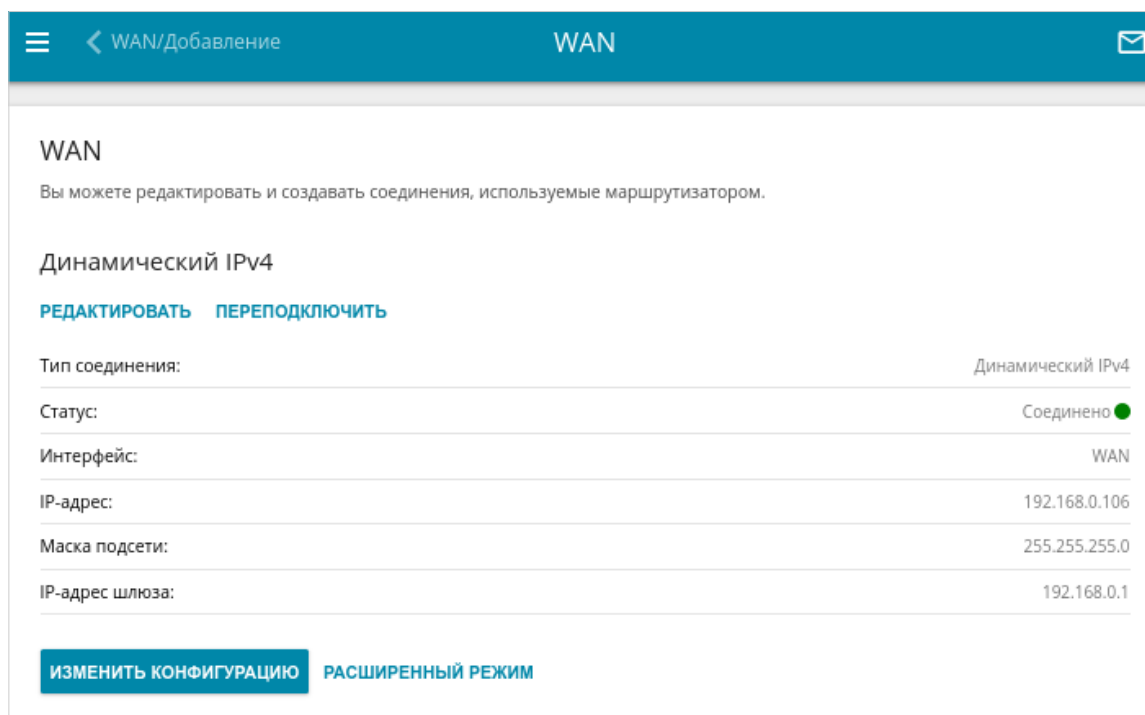 WAN/Добавление
WAN
WAN
Вы можете редактировать и создавать соединения, используемые маршрутизатором.
Динамический IPv4
РЕДАКТИРОВАТЬ ПЕРЕПОДКЛЮЧИТЬ
Тип соединения: Динамический IPv4
Статус: Соединено
Интерфейс: WAN
IP-адрес: 192.168.0.106
Маска подсети: 255.255.255.0
IP-адрес шлюза: 192.168.0.1
ИЗМЕНИТЬ КОНФИГУРАЦИЮ РАСШИРЕННЫЙ РЕЖИМ